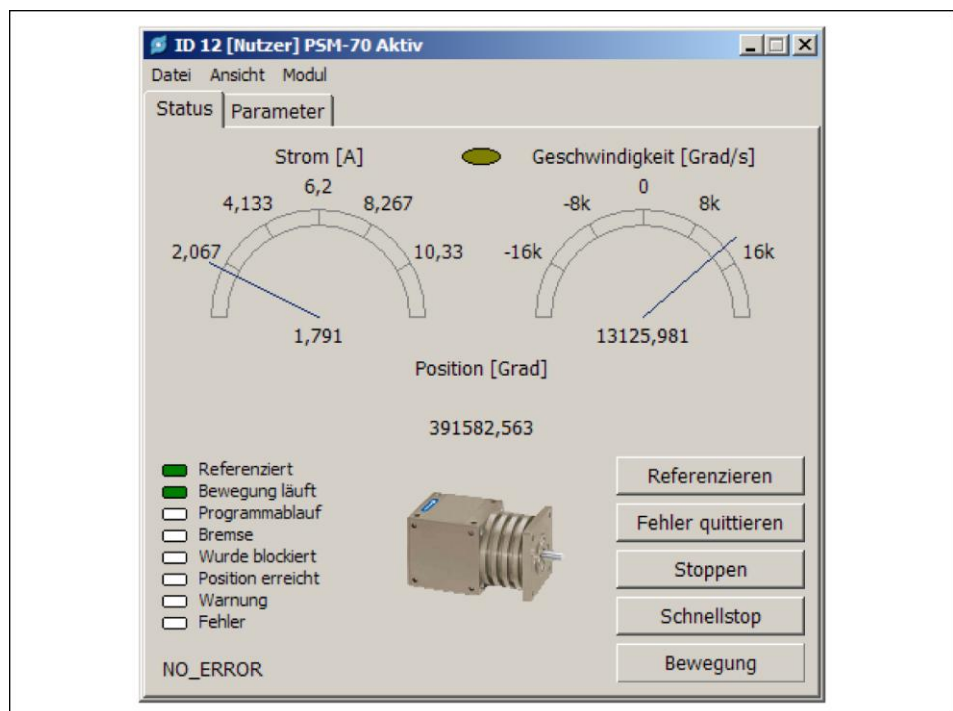 ID 12 [Nutzer] PSM-70 Aktiv
Datei Ansicht Modul
Status Parameter
Strom [A] Geschwindigkeit [Grad/s]
6,2 0
4,133 8,267 -8k 8k
2,067 10,33 -16k 16k
1,791 13125,981
Position [Grad]
391582,563
Referenziert
Bewegung läuft
Programmablauf
Bremse
Wurde blockiert
Position erreicht
Warnung
Fehler
NO_ERROR
Referenzieren
Fehler quittieren
Stoppen
Schnellstop
Bewegung